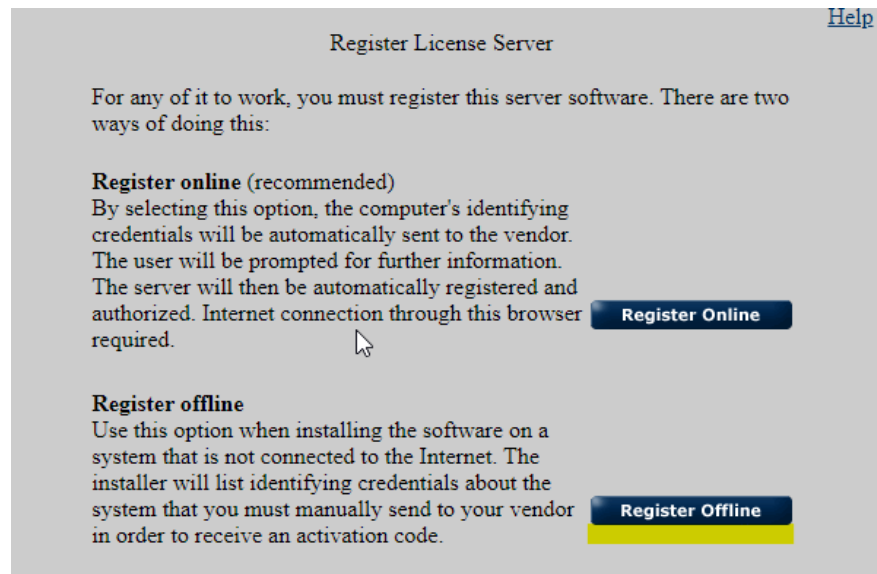 Help
Register License Server
For any of it to work, you must register this server software. There are two
ways of doing this:
Register online (recommended)
By selecting this option, the computer's identifying
credentials will be automatically sent to the vendor.
The user will be prompted for further information.
The server will then be automatically registered and
authorized. Internet connection through this browser
required.
Register Online
Register offline
Use this option when installing the software on a
system that is not connected to the Internet. The
installer will list identifying credentials about the
system that you must manually send to your vendor
in order to receive an activation code.
Register Offline